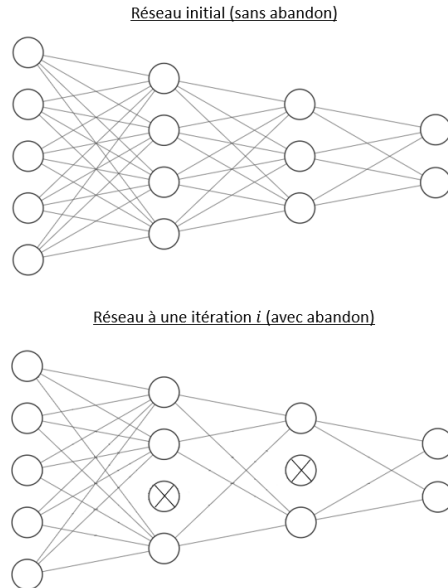 Réseau initial (sans abandon)
Réseau à une itération i (avec abandon)